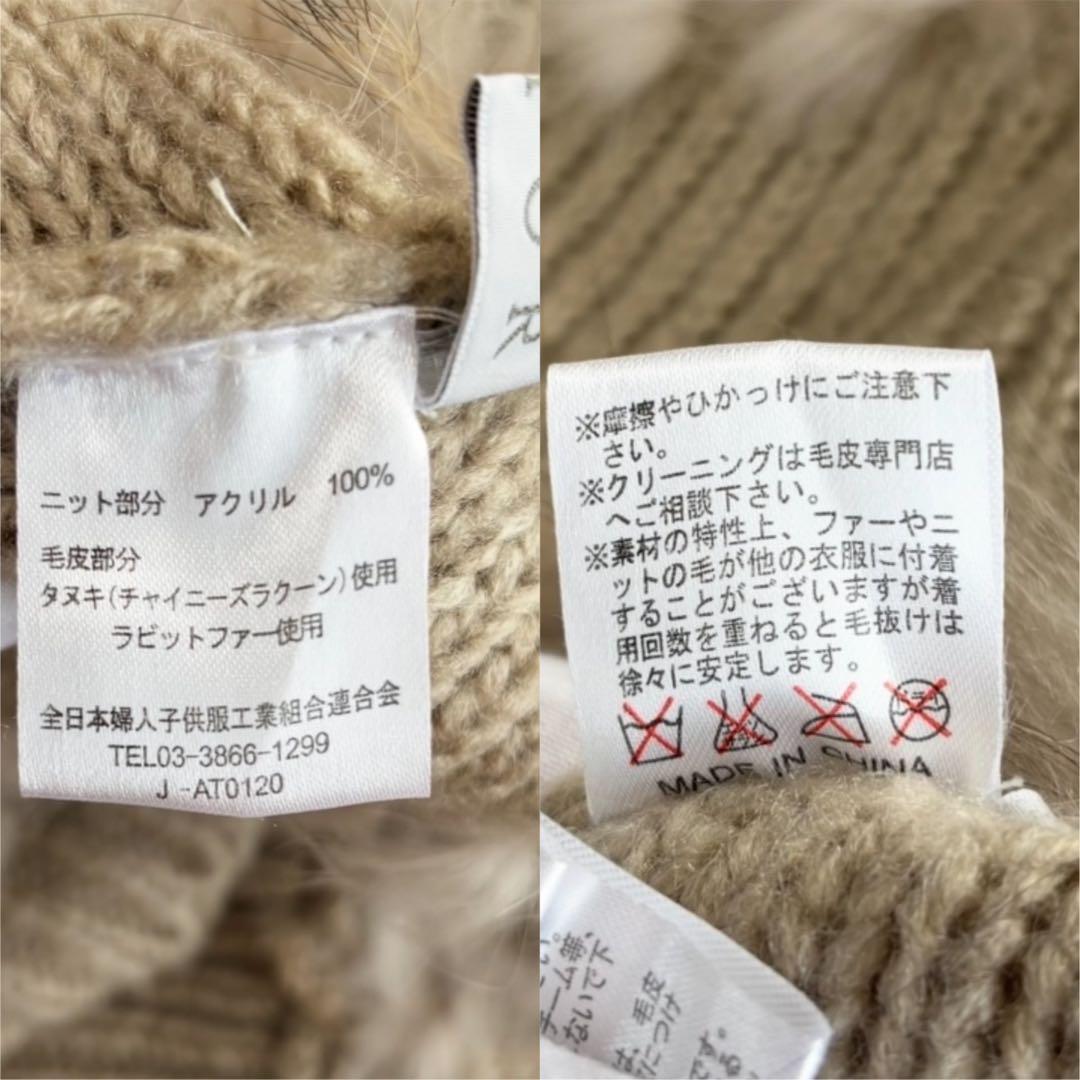 ニット部分 アクリル 100%
毛皮部分
タヌキ(チャイニーズラクーン)使用
ラビットファー使用
全日本婦人子供服工業組合連合会
TEL03-3866-1299
J-AT0120
※摩擦やひかっけにご注意下
さい。
※クリーニングは毛皮専門店
へご相談下さい。
※素材の特性上、ファーやニ
ットの毛が他の衣服に付着
することがございますが着
用回数を重ねると毛抜けは
徐々に安定します。
MADE IN CHINA